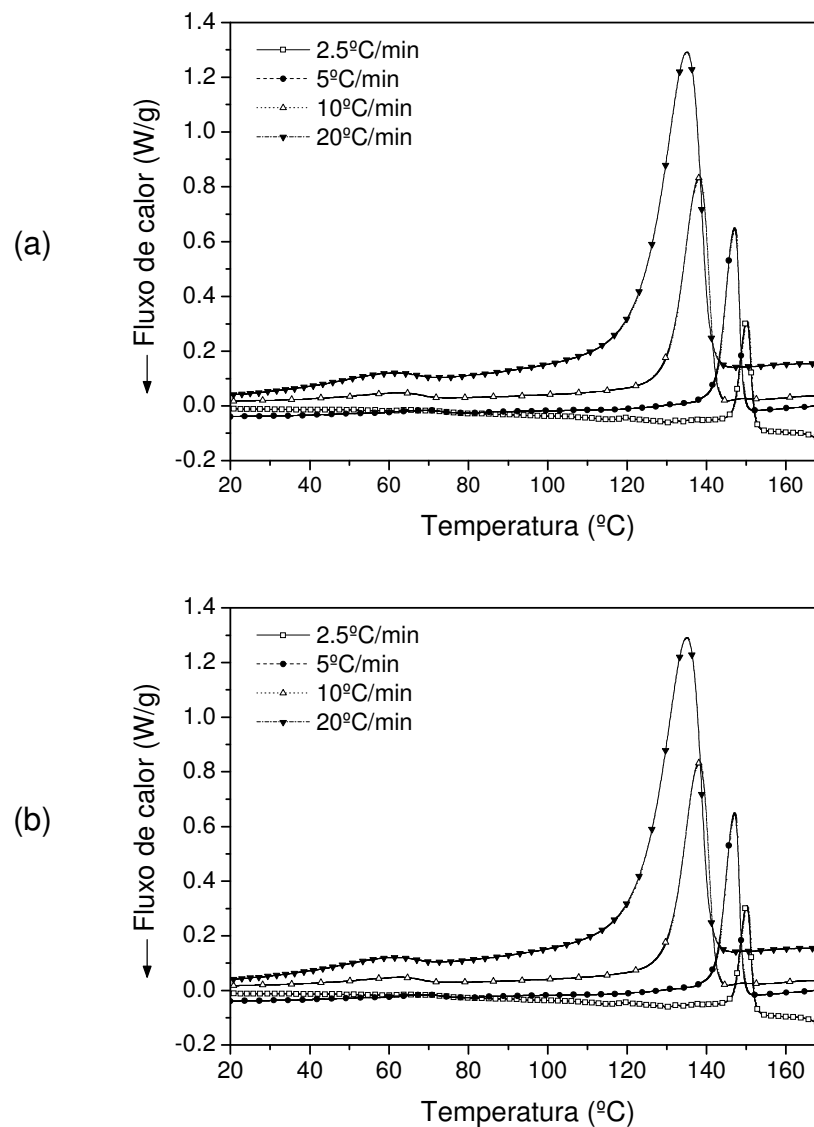 (a)
Fluxo de calor (W/g)
1.4
1.2
1.0
0.8
0.6
0.4
0.2
0.0
-0.2
2.5ºC/min
5ºC/min
10ºC/min
20ºC/min
20 40 60 80 100 120 140 160
Temperatura (ºC)
(b)
Fluxo de calor (W/g)
1.4
1.2
1.0
0.8
0.6
0.4
0.2
0.0
-0.2
2.5ºC/min
5ºC/min
10ºC/min
20ºC/min
20 40 60 80 100 120 140 160
Temperatura (ºC)